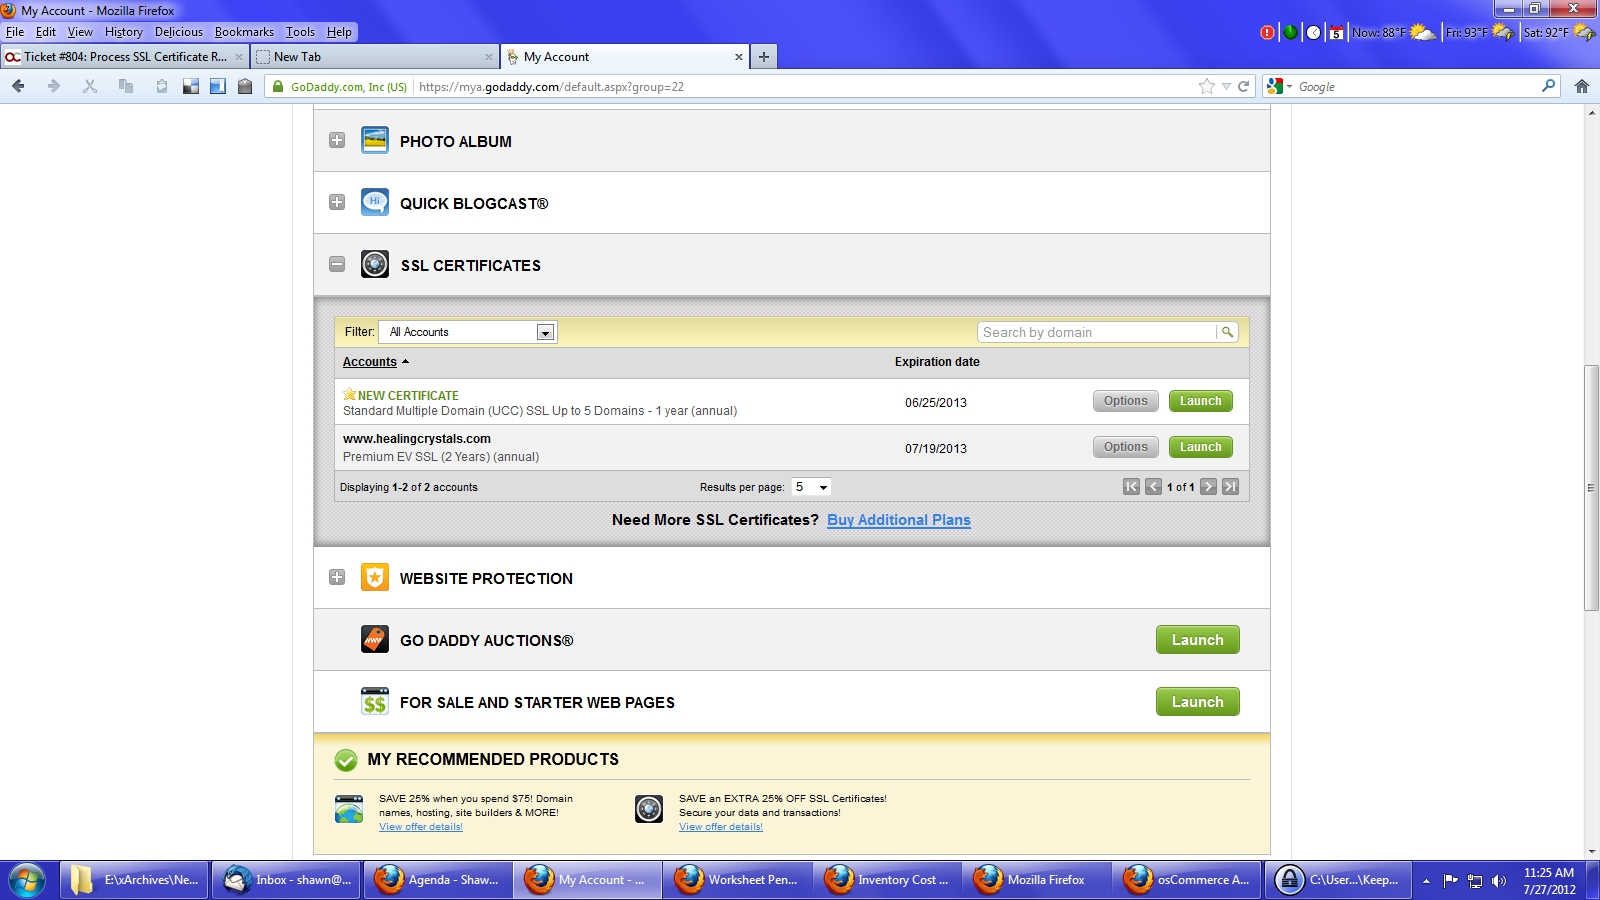 My Account - Mozilla Firefox
File Edit View History Delicious Bookmarks Tools Help
5 Now: 88°F Fri: 93°F Sat: 92°F
Ticket #804: Process SSL Certificate R... × New Tab × My Account × +
GoDaddy.com, Inc (US) https://mya.godaddy.com/default.aspx?group=22
Google
PHOTO ALBUM
Hi QUICK BLOGCAST®
SSL CERTIFICATES
Filter: All Accounts Search by domain
Accounts Expiration date
NEW CERTIFICATE
Standard Multiple Domain (UCC) SSL Up to 5 Domains - 1 year (annual) 06/25/2013 Options Launch
www.healingcrystals.com
Premium EV SSL (2 Years) (annual) 07/19/2013 Options Launch
Displaying 1-2 of 2 accounts Results per page: 5 1 of 1
Need More SSL Certificates? Buy Additional Plans
WEBSITE PROTECTION
www GO DADDY AUCTIONS® Launch
$$ FOR SALE AND STARTER WEB PAGES Launch
MY RECOMMENDED PRODUCTS
SAVE 25% when you spend $75! Domain
names, hosting, site builders & MORE!
View offer details!
SAVE an EXTRA 25% OFF SSL Certificates!
Secure your data and transactions!
View offer details!
E:\xArchives\Ne... Inbox - shawn@... Agenda - Shaw... My Account - ... Worksheet Pen... Inventory Cost ... Mozilla Firefox osCommerce A... C:\User...\Keep...
11:25 AM
7/27/2012